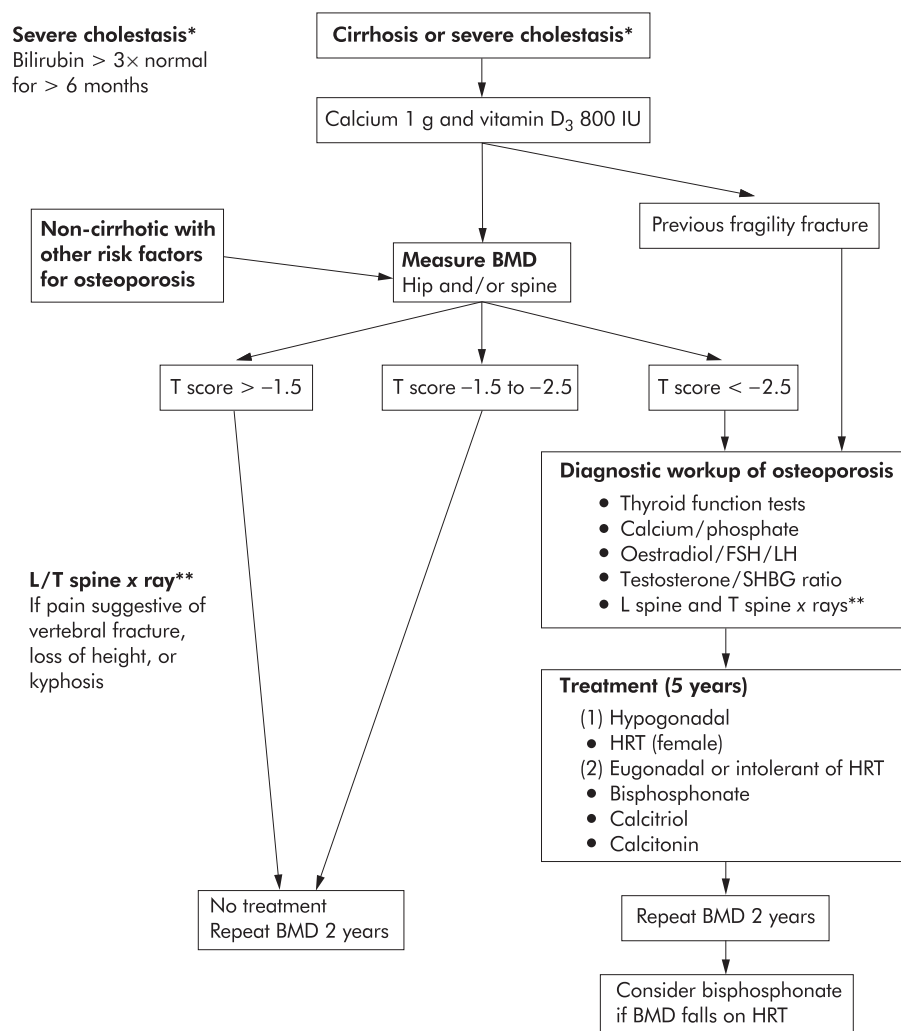 Severe cholestasis*
Bilirubin > 3× normal
for > 6 months
Cirrhosis or severe cholestasis*
Calcium 1 g and vitamin D₃ 800 IU
Non-cirrhotic with
other risk factors
for osteoporosis
Previous fragility fracture
Measure BMD
Hip and/or spine
T score > –1.5
T score –1.5 to –2.5
T score < –2.5
Diagnostic workup of osteoporosis
• Thyroid function tests
• Calcium/phosphate
• Oestradiol/FSH/LH
• Testosterone/SHBG ratio
• L spine and T spine x rays**
L/T spine x ray**
If pain suggestive of
vertebral fracture,
loss of height, or
kyphosis
Treatment (5 years)
(1) Hypogonadal
• HRT (female)
(2) Eugonadal or intolerant of HRT
• Bisphosphonate
• Calcitriol
• Calcitonin
No treatment
Repeat BMD 2 years
Repeat BMD 2 years
Consider bisphosphonate
if BMD falls on HRT